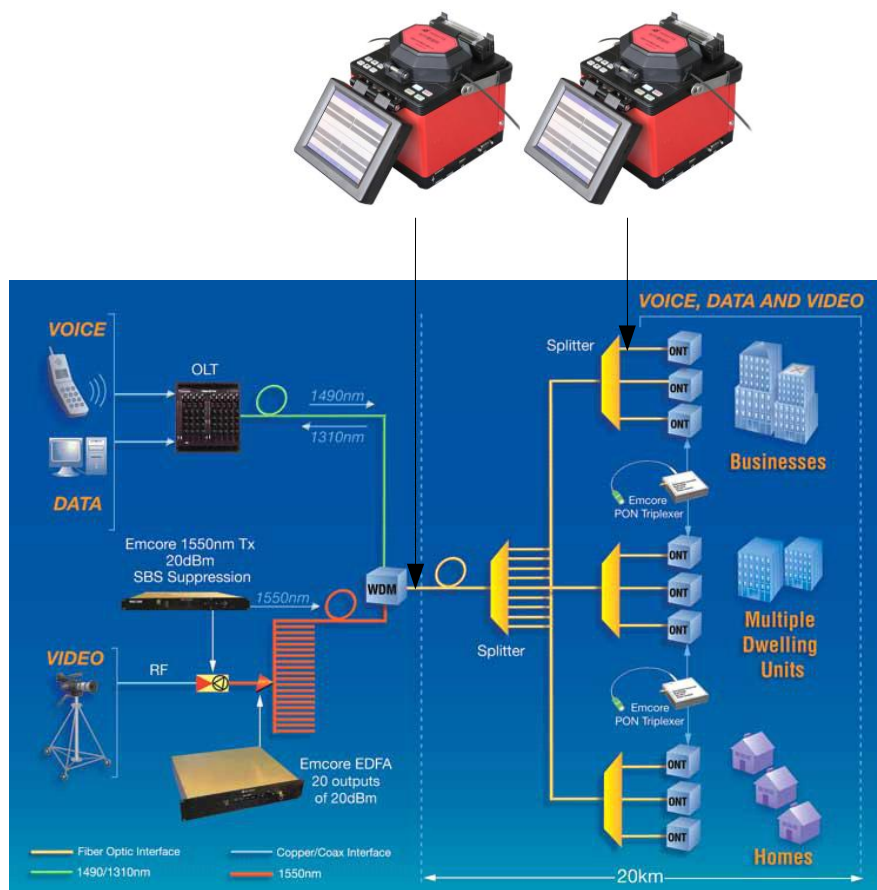 VOICE, DATA AND VIDEO
VOICE
OLT
1490nm
1310nm
DATA
Splitter
ONT
ONT
ONT
Businesses
Emcore
PON Triplexer
Emcore 1550nm Tx
20dBm
SBS Suppression
1550nm
WDM
Splitter
ONT
ONT
ONT
Multiple
Dwelling
Units
VIDEO
RF
Emcore
PON Triplexer
Emcore EDFA
20 outputs
of 20dBm
ONT
ONT
ONT
Homes
Fiber Optic Interface
Copper/Coax Interface
1490/1310nm
1550nm
20km